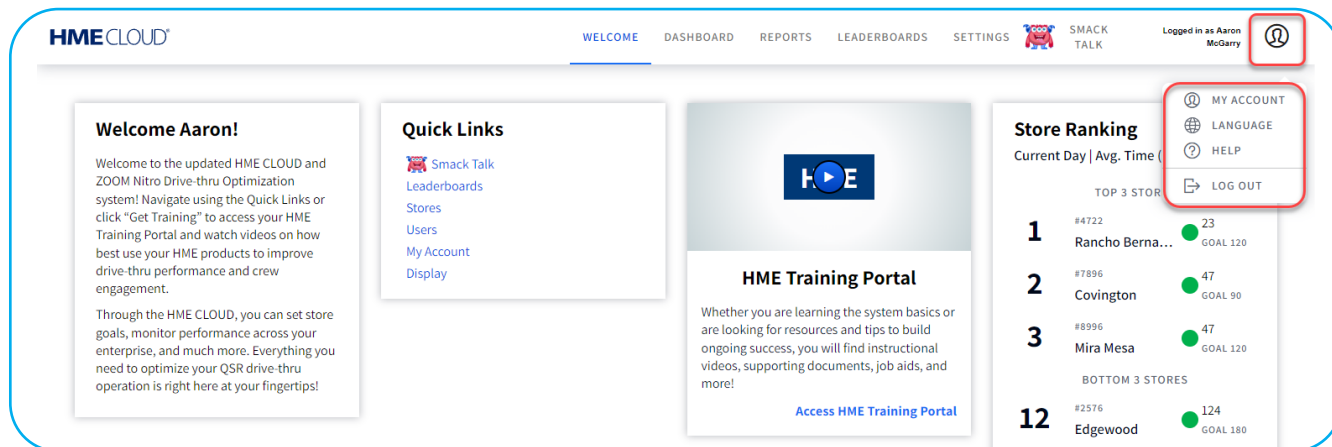 HME CLOUD®
WELCOME DASHBOARD REPORTS LEADERBOARDS SETTINGS SMACK TALK
Logged in as Aaron
McGarry
MY ACCOUNT
LANGUAGE
HELP
LOG OUT
Welcome Aaron!
Welcome to the updated HME CLOUD and
ZOOM Nitro Drive-thru Optimization
system! Navigate using the Quick Links or
click “Get Training” to access your HME
Training Portal and watch videos on how
best use your HME products to improve
drive-thru performance and crew
engagement.
Through the HME CLOUD, you can set store
goals, monitor performance across your
enterprise, and much more. Everything you
need to optimize your QSR drive-thru
operation is right here at your fingertips!
Quick Links
Smack Talk
Leaderboards
Stores
Users
My Account
Display
HME
HME Training Portal
Whether you are learning the system basics or
are looking for resources and tips to build
ongoing success, you will find instructional
videos, supporting documents, job aids, and
more!
Access HME Training Portal
Store Ranking
Current Day | Avg. Time (
TOP 3 STOR
1 #4722 23
Rancho Berna... GOAL 120
2 #7896 47
Covington GOAL 90
3 #8996 47
Mira Mesa GOAL 120
BOTTOM 3 STORES
12 #2576 124
Edgewood GOAL 180